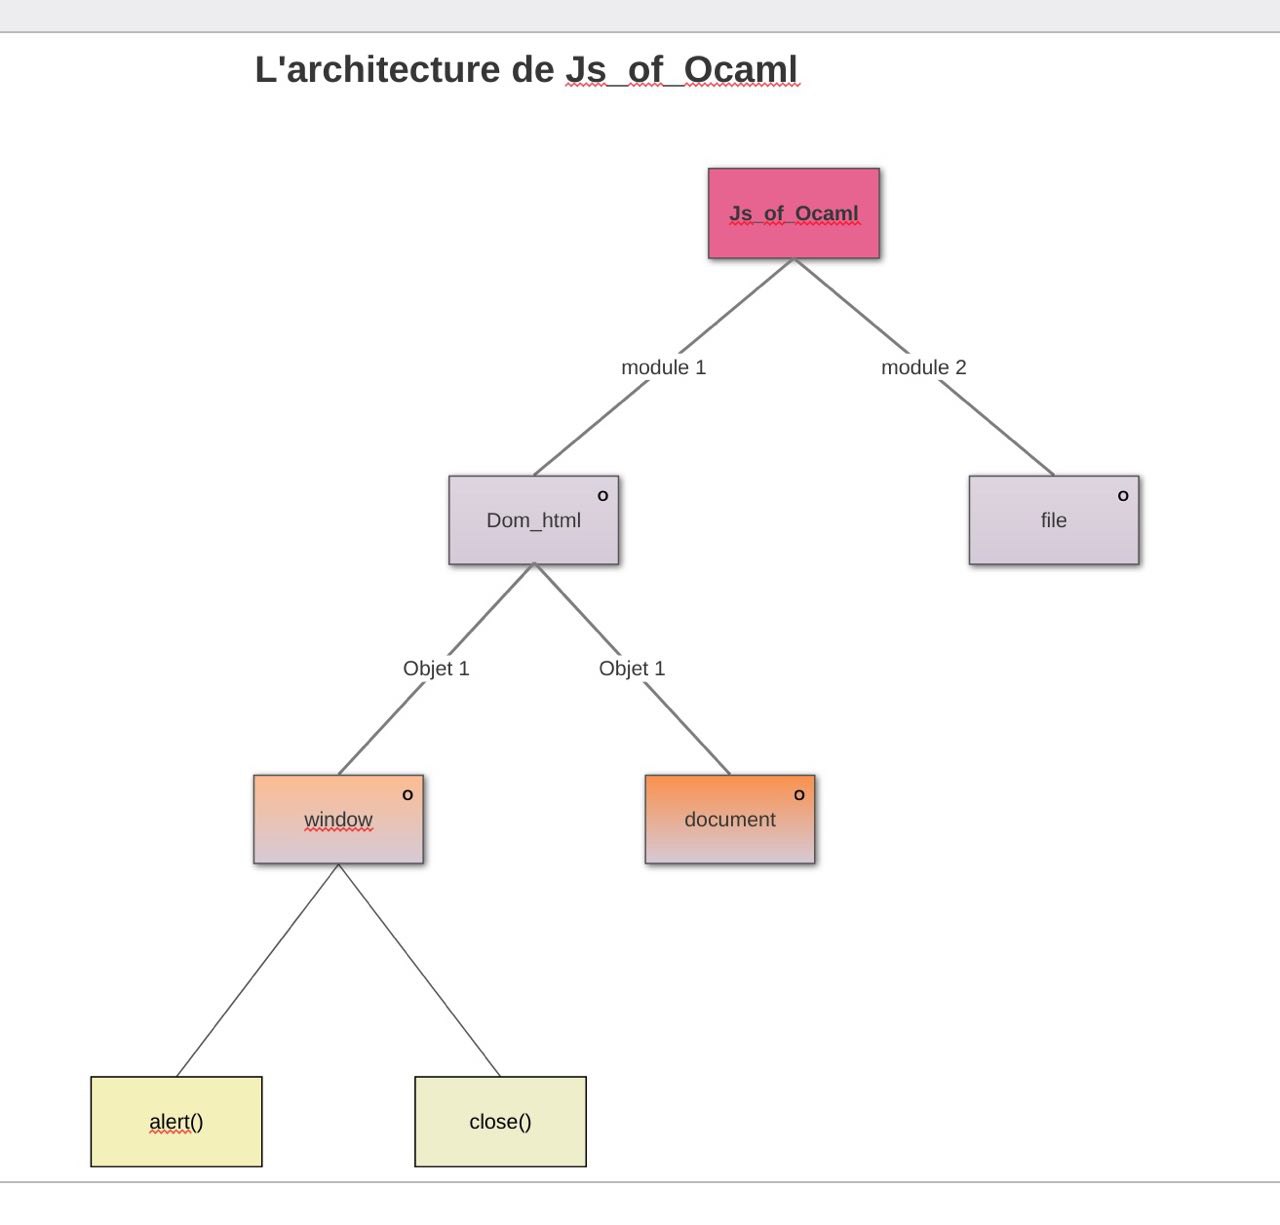 L'architecture de Js_of_Ocaml
Js_of_Ocaml
module 1
module 2
O
Dom_html
O
file
Objet 1
Objet 1
O
window
O
document
alert()
close()